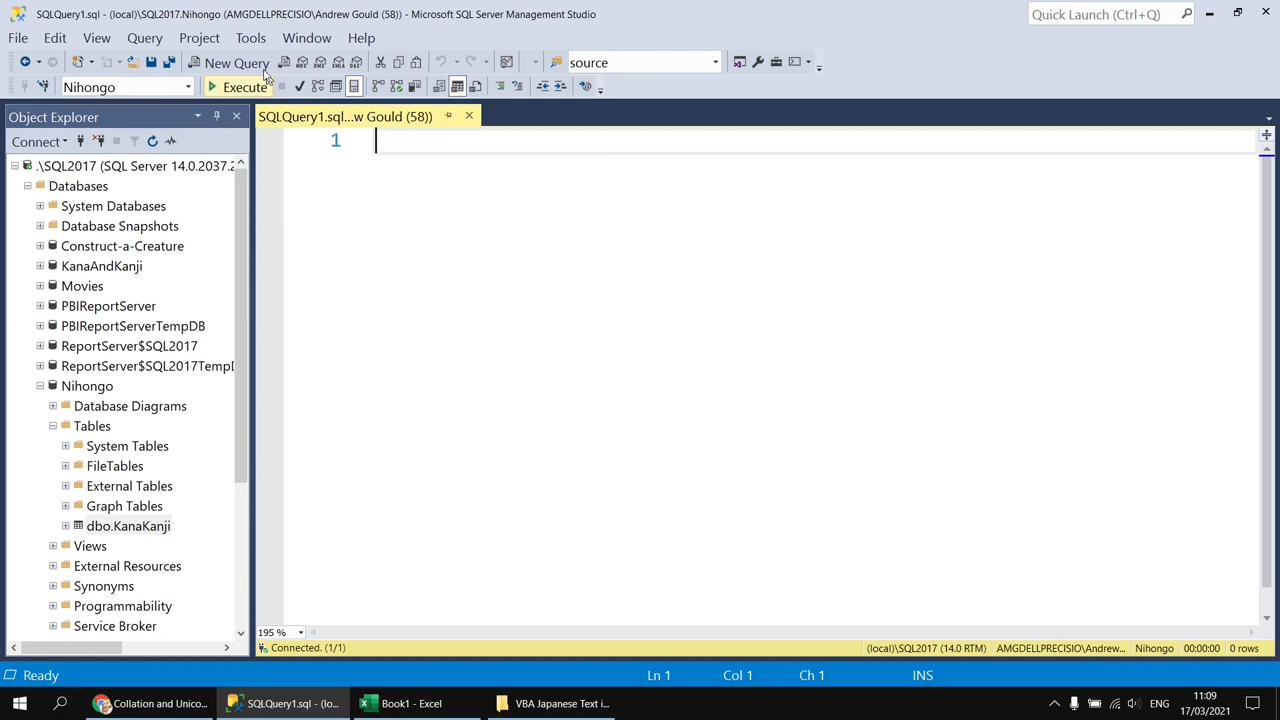 SQLQuery1.sql - (local)\SQL2017.Nihongo (AMGDELLPRECISIO\Andrew Gould (58)) - Microsoft SQL Server Management Studio
Quick Launch (Ctrl+Q)
File Edit View Query Project Tools Window Help
New Query
source
Nihongo
Execute
Object Explorer
SQLQuery1.sql...w Gould (58))
Connect
1
.\SQL2017 (SQL Server 14.0.2037.2
Databases
System Databases
Database Snapshots
Construct-a-Creature
KanaAndKanji
Movies
PBIReportServer
PBIReportServerTempDB
ReportServer$SQL2017
ReportServer$SQL2017TempD
Nihongo
Database Diagrams
Tables
System Tables
FileTables
External Tables
Graph Tables
dbo.KanaKanji
Views
External Resources
Synonyms
Programmability
Service Broker
195 %
Connected. (1/1)
(local)\SQL2017 (14.0 RTM) AMGDELLPRECISIO\Andrew... Nihongo 00:00:00 0 rows
Ready
Ln 1 Col 1 Ch 1 INS
Collation and Unico...
SQLQuery1.sql - (lo...
Book1 - Excel
VBA Japanese Text i...
ENG
11:09
17/03/2021